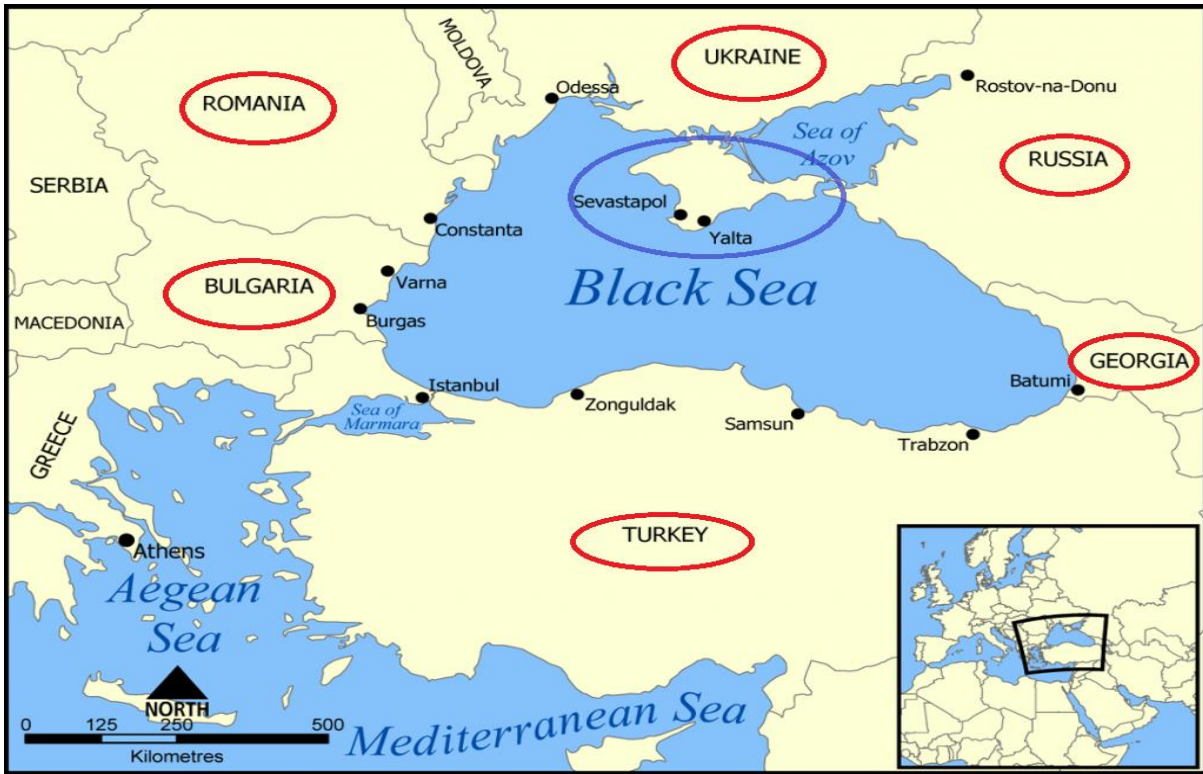 MOLDOVA
UKRAINE
ROMANIA
Odessa
Rostov-na-Donu
Sea of
Azov
RUSSIA
SERBIA
Sevastapol
Constanta
Yalta
Varna
BULGARIA
Black Sea
Burgas
MACEDONIA
GEORGIA
Batumi
Istanbul
Zonguldak
Sea of
Marmara
Samsun
Trabzon
GREECE
TURKEY
Athens
Aegean
Sea
NORTH
0 125 250 500
Kilometres
Mediterranean Sea